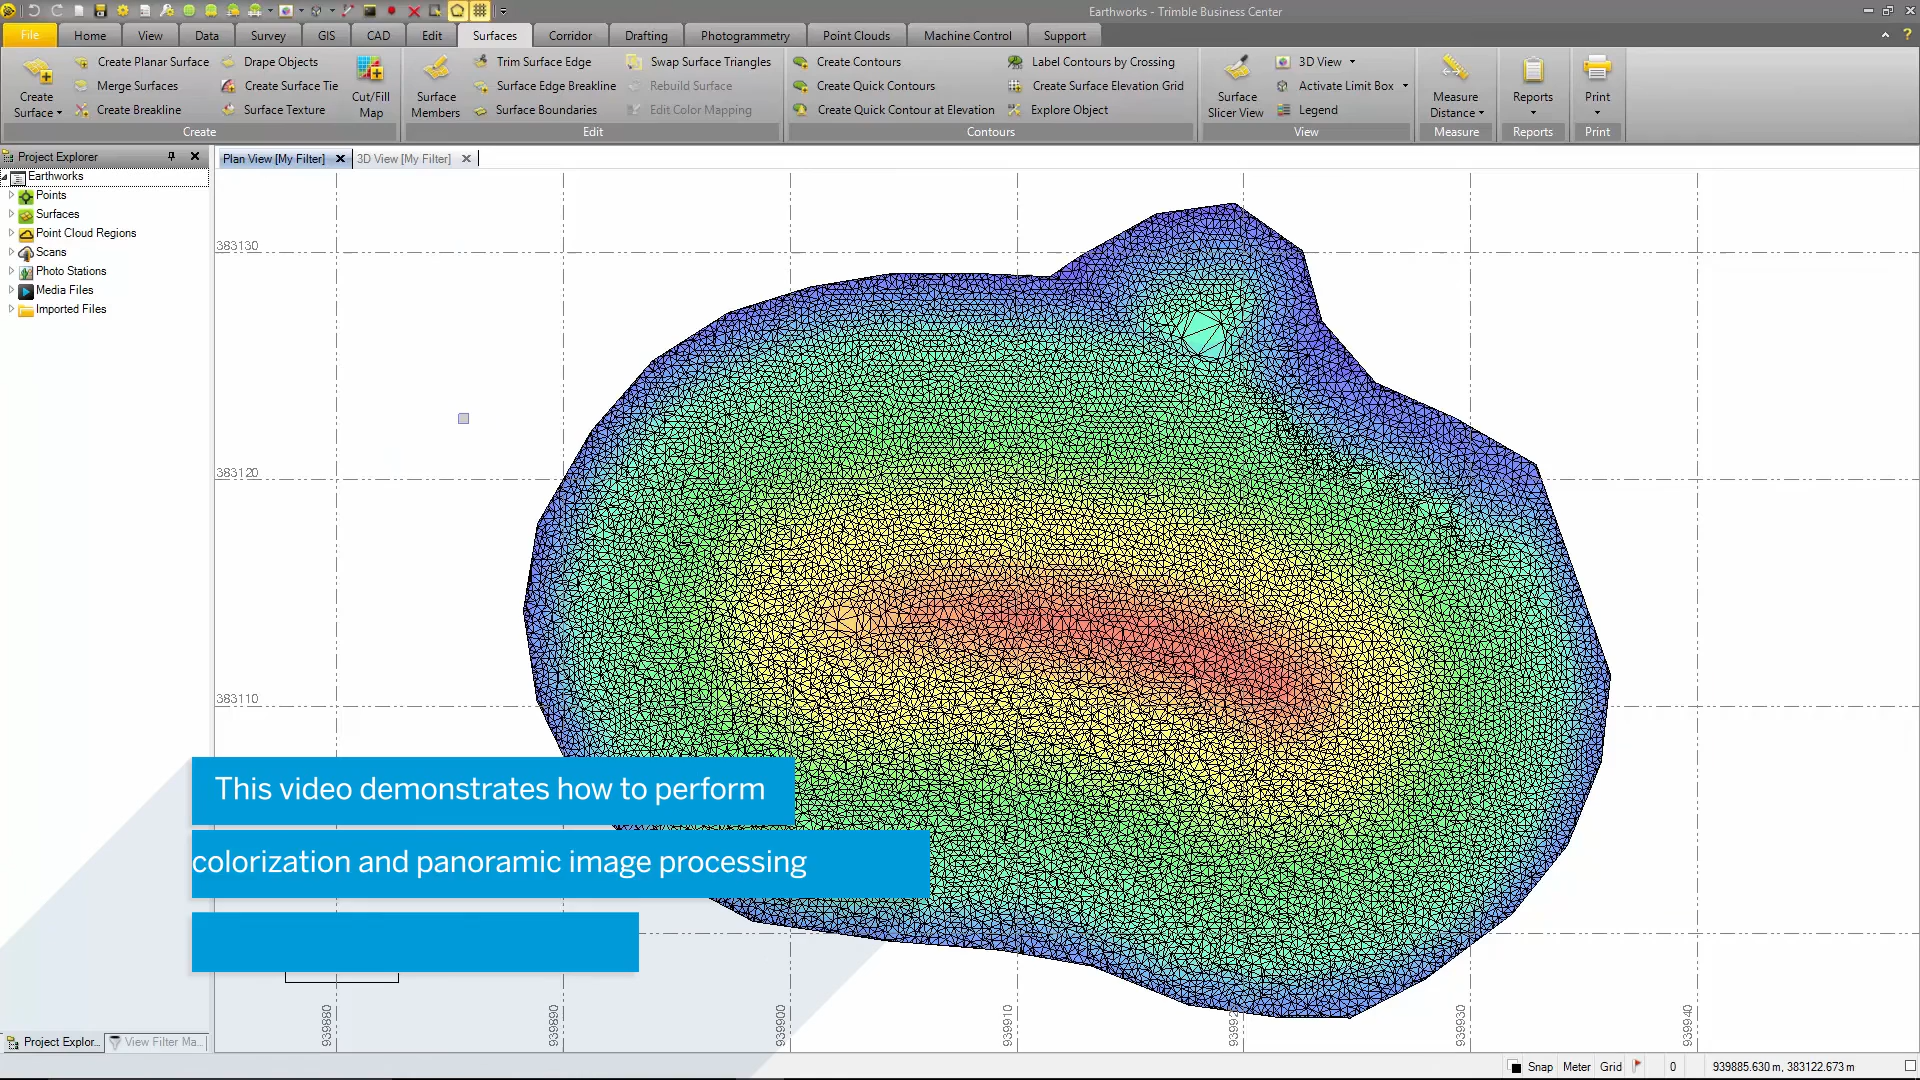 Earthworks - Trimble Business Center
File Home View Data Survey GIS CAD Edit Surfaces Corridor Drafting Photogrammetry Point Clouds Machine Control Support
Create Surface
Create Planar Surface
Merge Surfaces
Create Breakline
Drape Objects
Create Surface Tie
Surface Texture
Cut/Fill Map
Create
Surface Members
Trim Surface Edge
Surface Edge Breakline
Surface Boundaries
Swap Surface Triangles
Rebuild Surface
Edit Color Mapping
Edit
Create Contours
Create Quick Contours
Create Quick Contour at Elevation
Label Contours by Crossing
Create Surface Elevation Grid
Explore Object
Contours
Surface Slicer View
3D View
Activate Limit Box
Legend
View
Measure Distance
Measure
Reports
Reports
Print
Print
Project Explorer
Earthworks
Points
Surfaces
Point Cloud Regions
Scans
Photo Stations
Media Files
Imported Files
Plan View [My Filter]
3D View [My Filter]
383130
383120
383110
This video demonstrates how to perform
colorization and panoramic image processing
939880
939890
939900
939910
939930
939940
Project Explor...
View Filter Ma...
Snap Meter Grid 0 939885.630 m, 383122.673 m